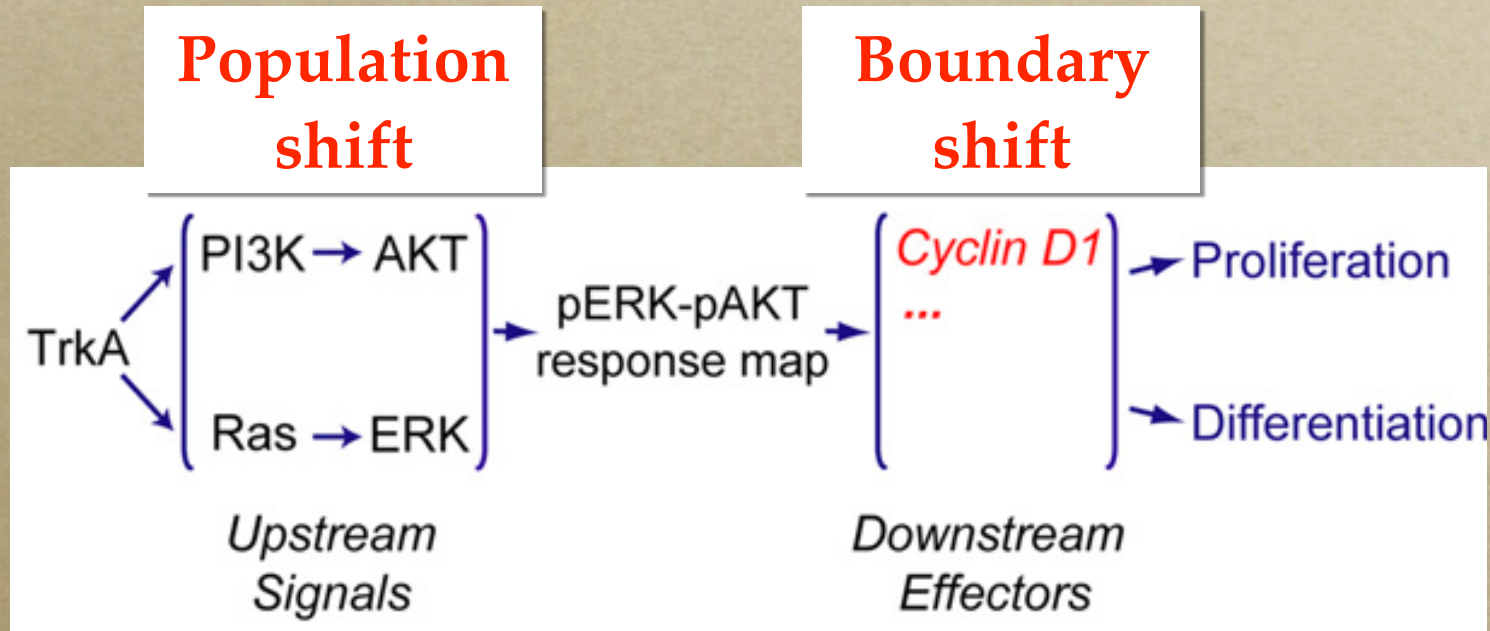 Population
shift
Boundary
shift
TrkA
PI3K → AKT
Ras → ERK
pERK-pAKT
response map
Cyclin D1
...
Proliferation
Differentiation
Upstream
Signals
Downstream
Effectors